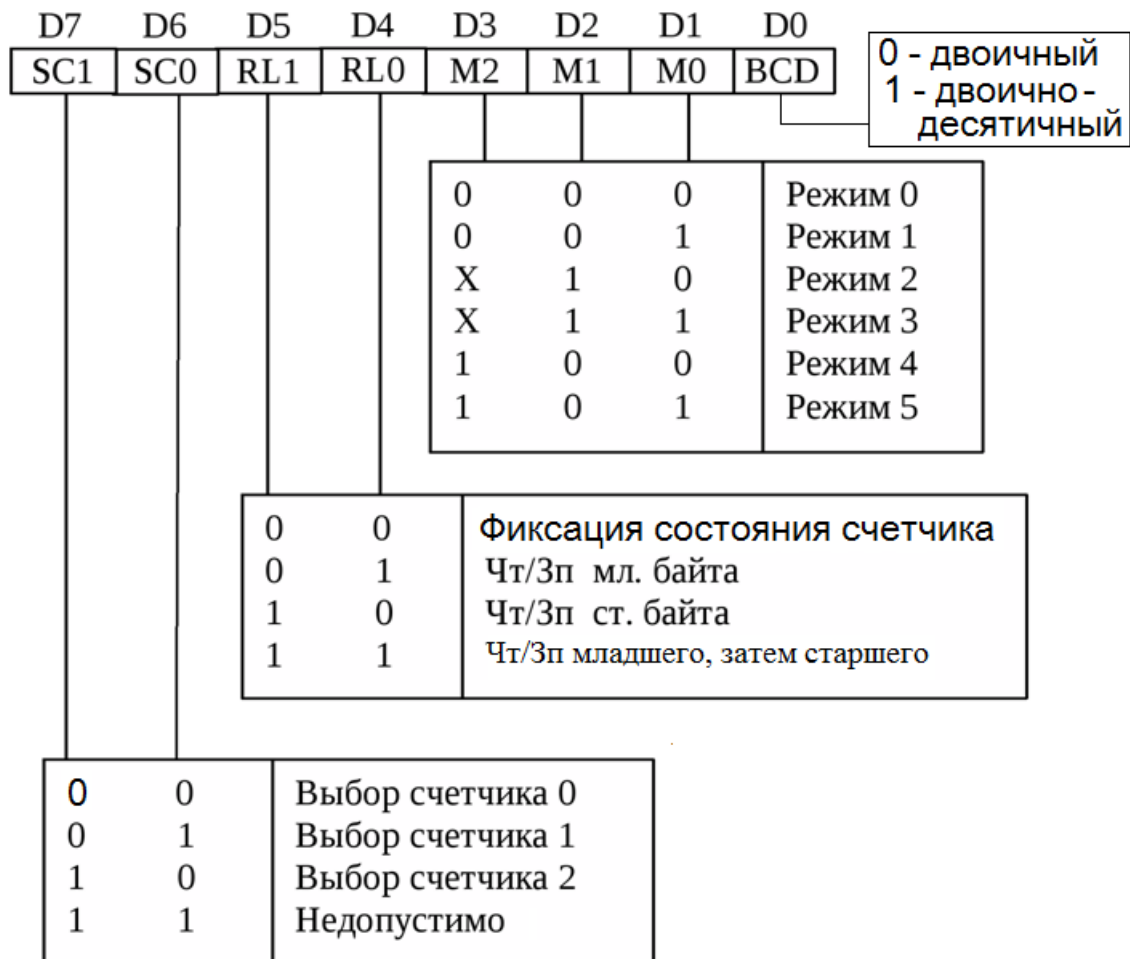 D7 D6 D5 D4 D3 D2 D1 D0
SC1 SC0 RL1 RL0 M2 M1 M0 BCD
0 - двоичный
1 - двоично-
десятичный
0 0 0 Режим 0
0 0 1 Режим 1
X 1 0 Режим 2
X 1 1 Режим 3
1 0 0 Режим 4
1 0 1 Режим 5
0 0 Фиксация состояния счетчика
0 1 Чт/Зп мл. байта
1 0 Чт/Зп ст. байта
1 1 Чт/Зп младшего, затем старшего
0 0 Выбор счетчика 0
0 1 Выбор счетчика 1
1 0 Выбор счетчика 2
1 1 Недопустимо